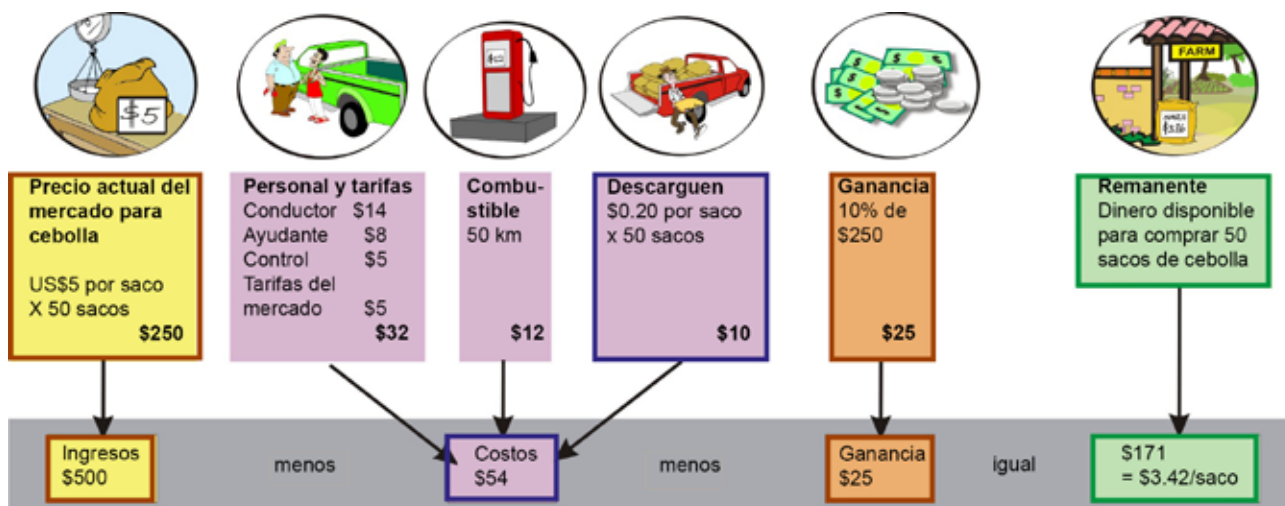 $5
FARM
$3.86
Precio actual del
mercado para
cebolla
US$5 por saco
X 50 sacos
$250
Personal y tarifas
Conductor $14
Ayudante $8
Control $5
Tarifas del
mercado $5
$32
Combu-
stible
50 km
$12
Descarguen
$0.20 por saco
x 50 sacos
$10
Ganancia
10% de
$250
$25
Remanente
Dinero disponible
para comprar 50
sacos de cebolla
Ingresos
$500
menos
Costos
$54
menos
Ganancia
$25
igual
$171
= $3.42/saco